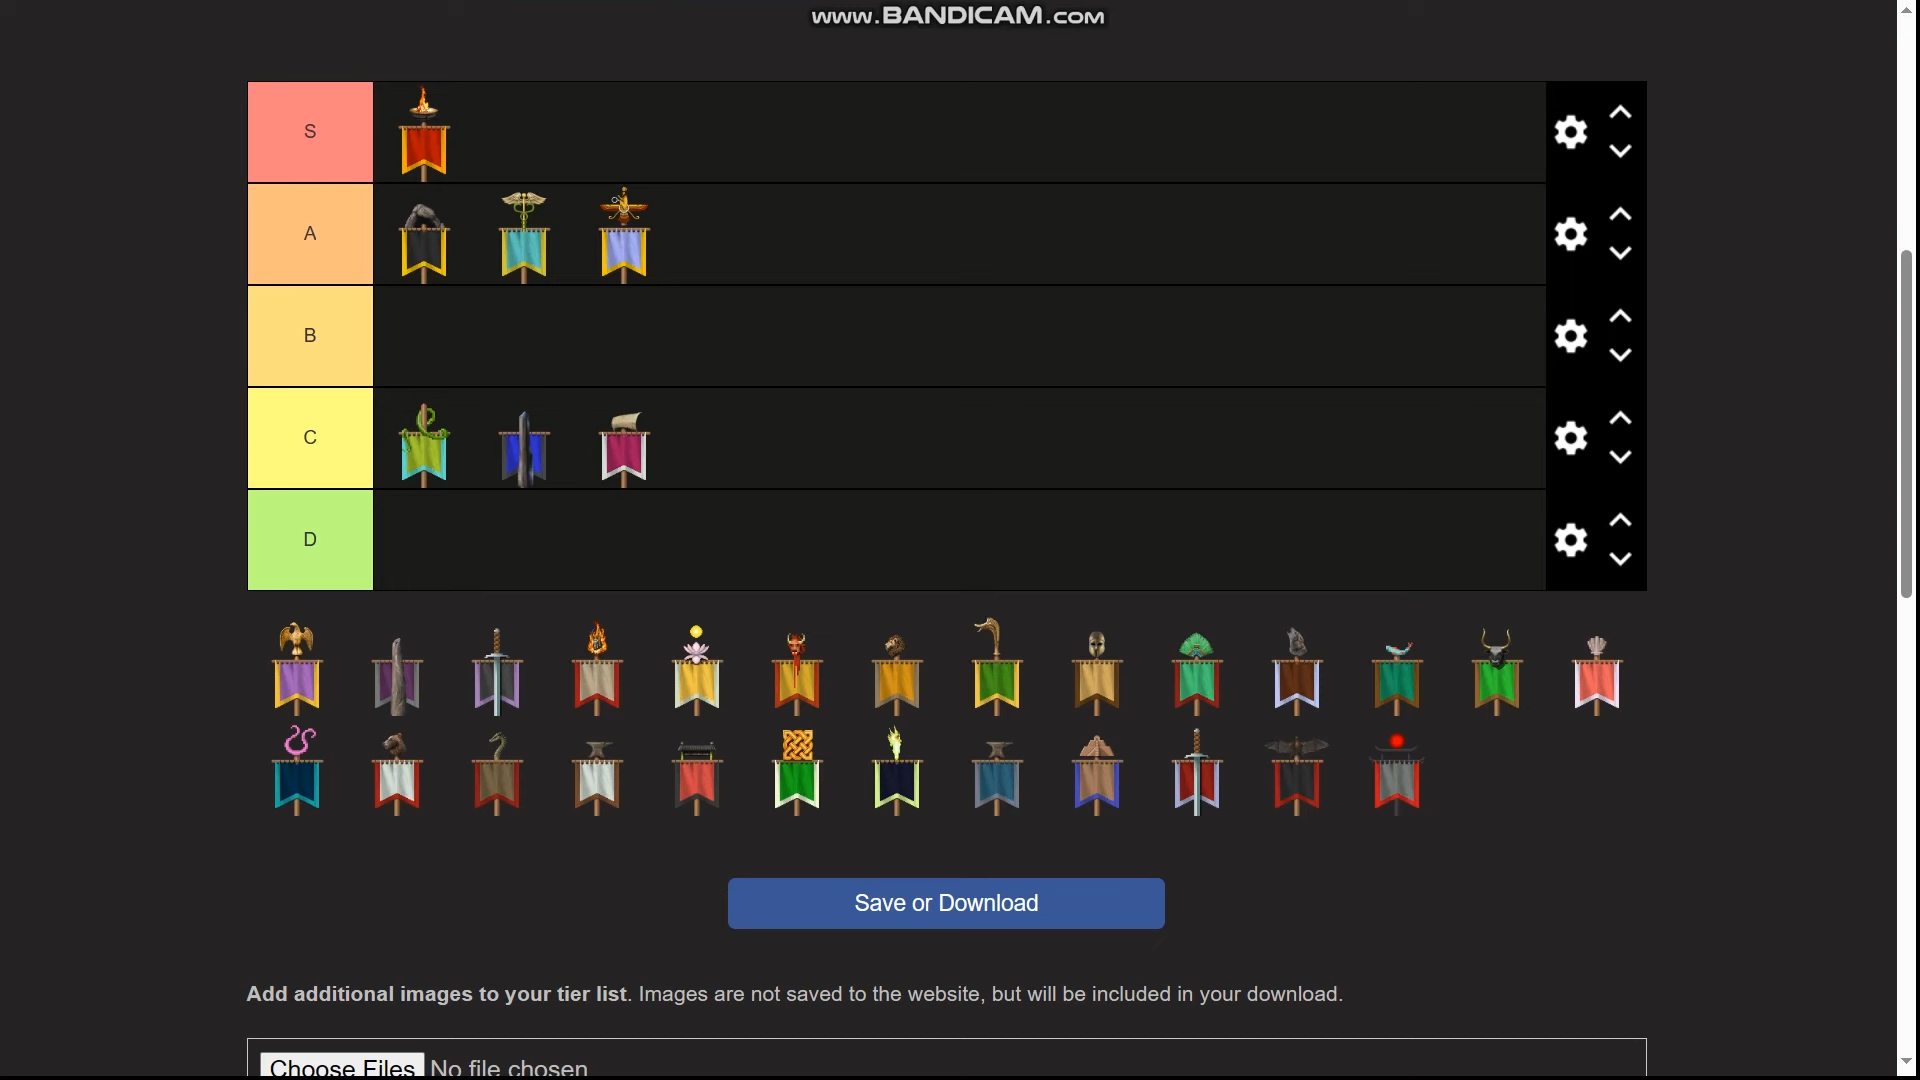 www.BANDICAM.COM
S
A
B
C
D
Save or Download
Add additional images to your tier list. Images are not saved to the website, but will be included in your download.
Choose Files No file chosen